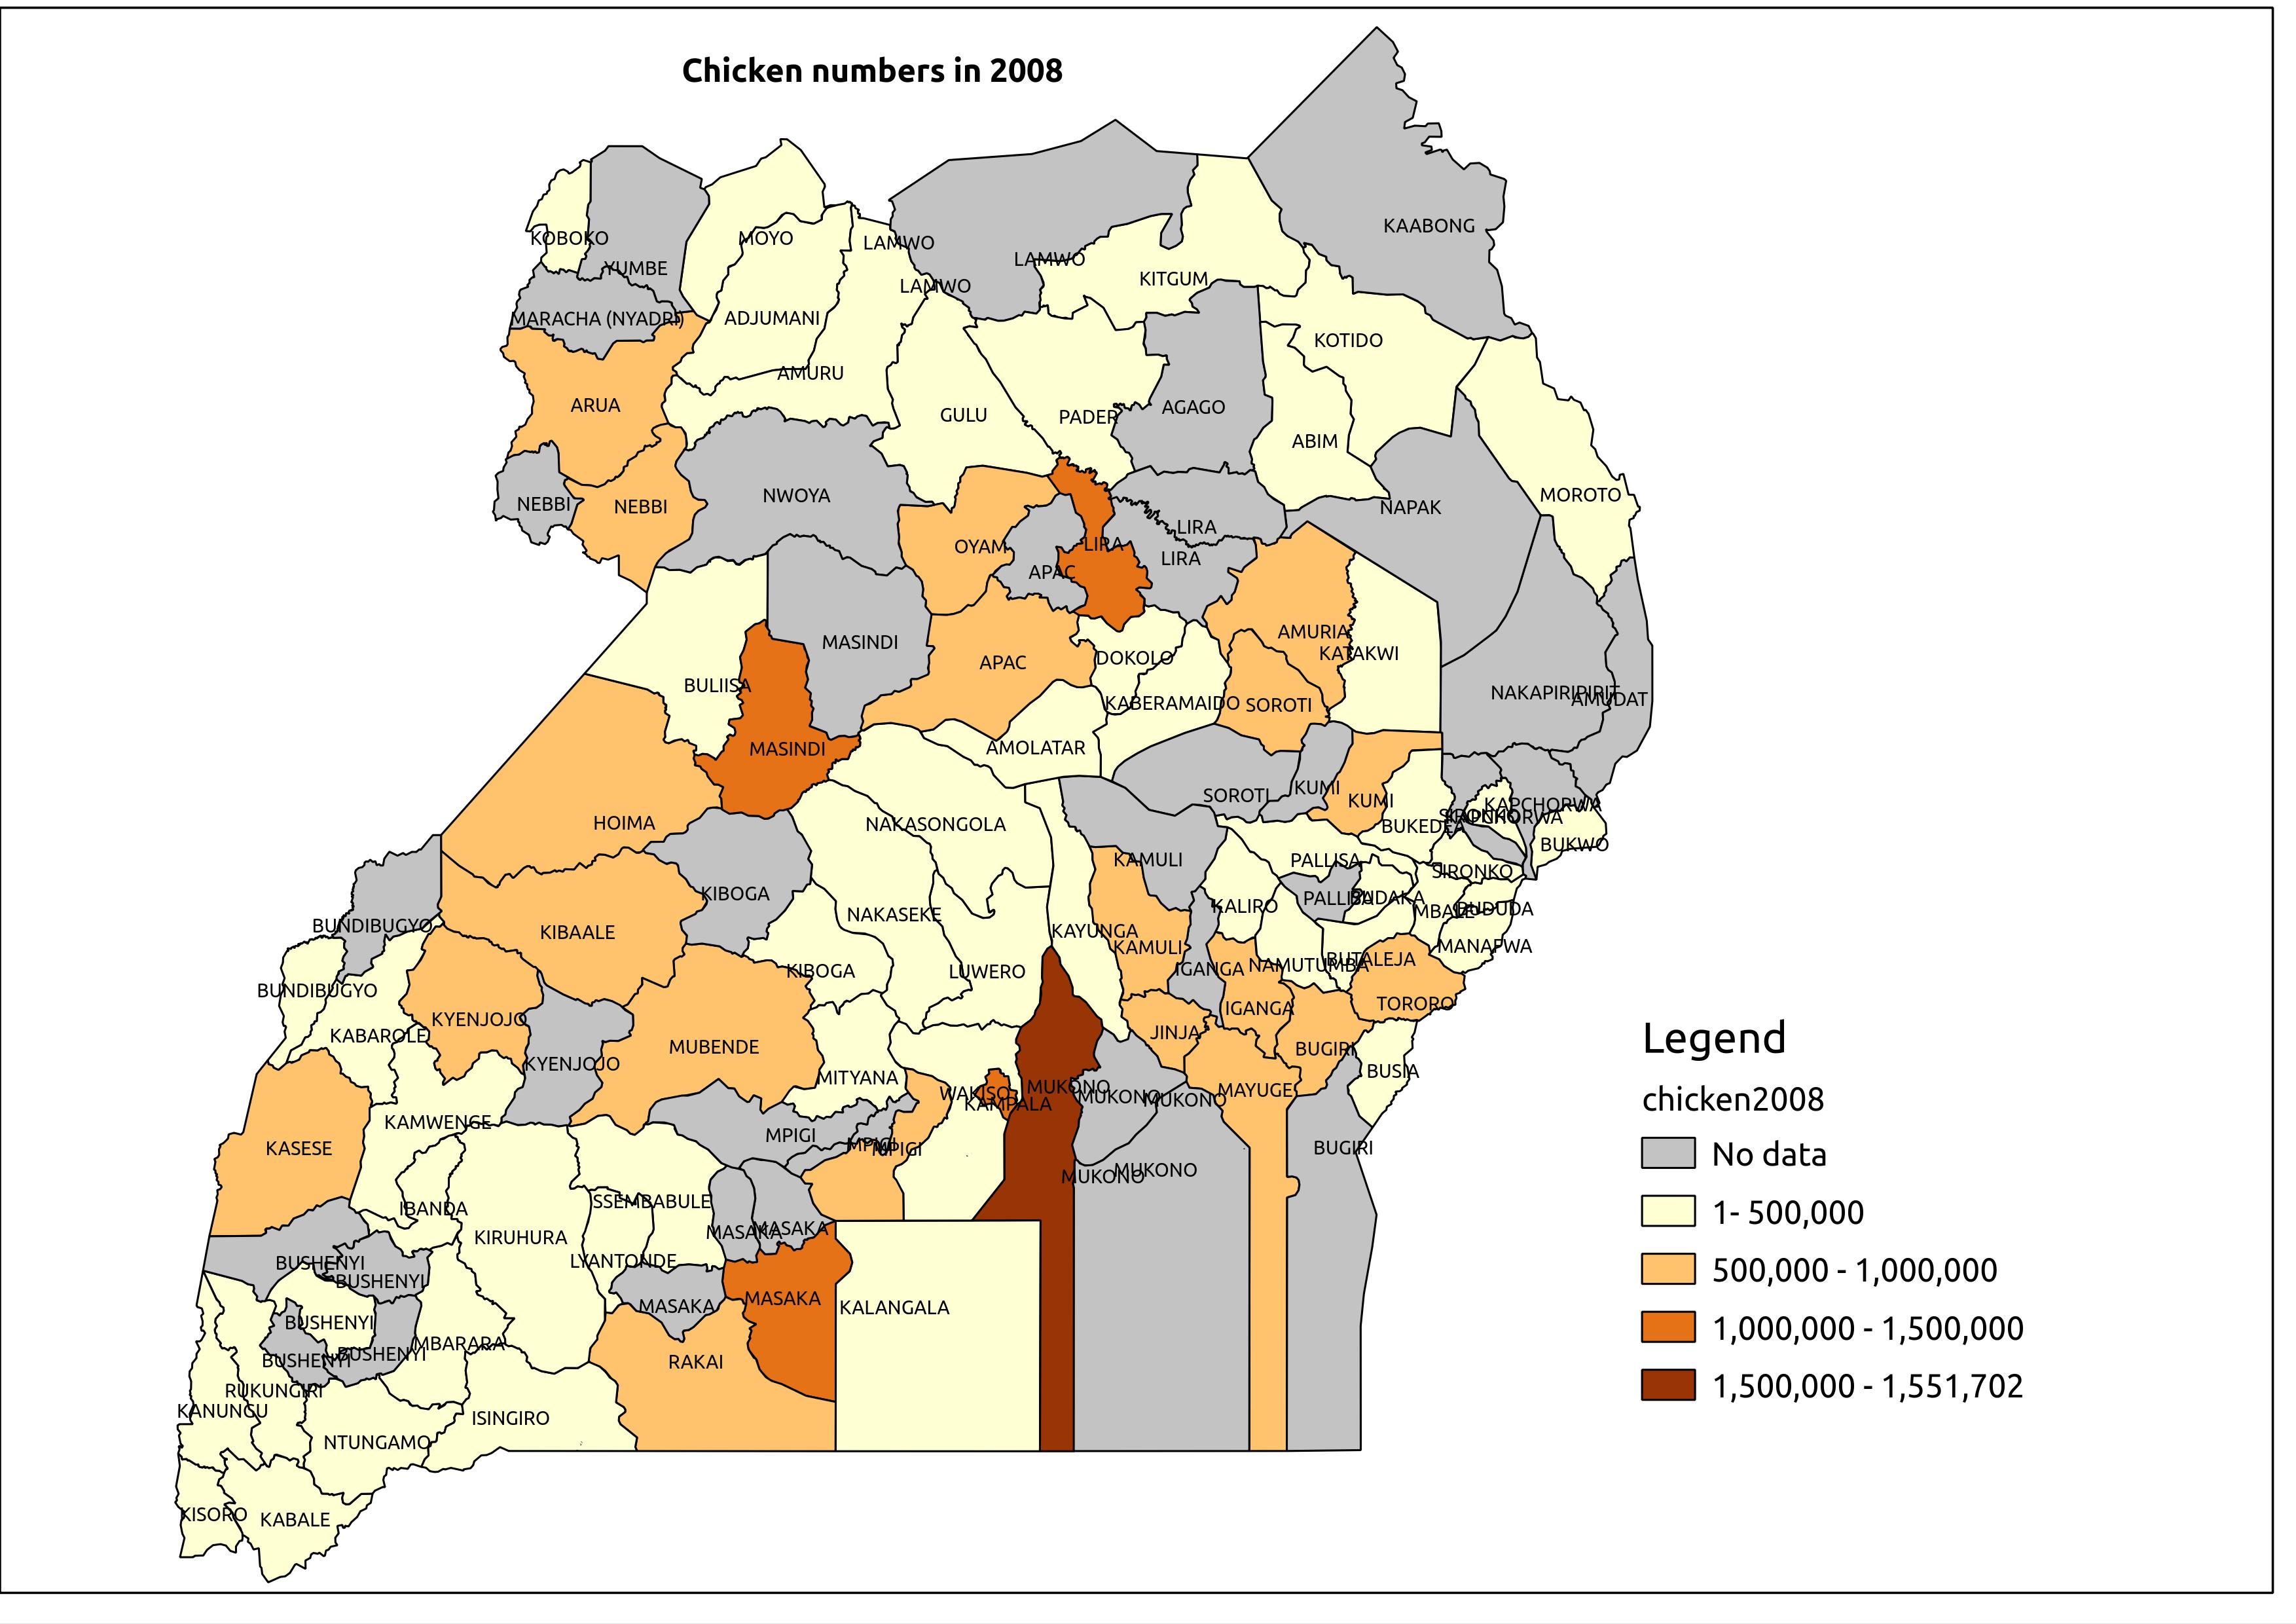 Chicken numbers in 2008
KAABONG
KOBOKO
MOYO
LAMWO
LAMWO
YUMBE
KITGUM
LAMWO
MARACHA (NYADRI)
ADJUMANI
KOTIDO
AMURU
ARUA
GULU
PADER
AGAGO
ABIM
NEBBI
NEBBI
NWOYA
MOROTO
NAPAK
LIRA
OYAM
LIRA
LIRA
APAC
MASINDI
AMURIA
KATAKWI
APAC
DOKOLO
BULIISA
NAKAPIRIPIRIT
AMUDAT
KABERAMAIDO
SOROTI
MASINDI
AMOLATAR
KUMI
SOROTI
KUMI
KAPCHORWA
SIRONKO
KAPCHORWA
HOIMA
NAKASONGOLA
BUKEDEA
BUKWO
KAMULI
PALLISA
SIRONKO
KIBOGA
PALLISA
BUDAKA
KALIRO
MBALE
BUDUDA
NAKASEKE
BUNDIBUGYO
KIBAALE
KAYUNGA
KAMULI
MANAFWA
BUTALEJA
NAMUTUMBA
IGANGA
KIBOGA
LUWERO
BUNDIBUGYO
TORORO
IGANGA
KYENJOJO
KABAROLE
JINJA
MUBENDE
BUGIRI
KYENJOJO
BUSIA
MITYANA
MUKONO
WAKISO
MUKONO
MUKONO
MAYUGE
KAMPALA
KAMWENGE
MPIGI
MPIGI
MPIGI
KASESE
BUGIRI
MUKONO
MUKONO
SSEMBABULE
IBANDA
MASAKA
MASAKA
KIRUHURA
LYANTONDE
BUSHENYI
BUSHENYI
MASAKA
MASAKA
KALANGALA
BUSHENYI
MBARARA
BUSHENYI
BUSHENYI
RAKAI
RUKUNGIRI
KANUNGU
ISINGIRO
NTUNGAMO
KISORO
KABALE
Legend
chicken2008
No data
1- 500,000
500,000 - 1,000,000
1,000,000 - 1,500,000
1,500,000 - 1,551,702